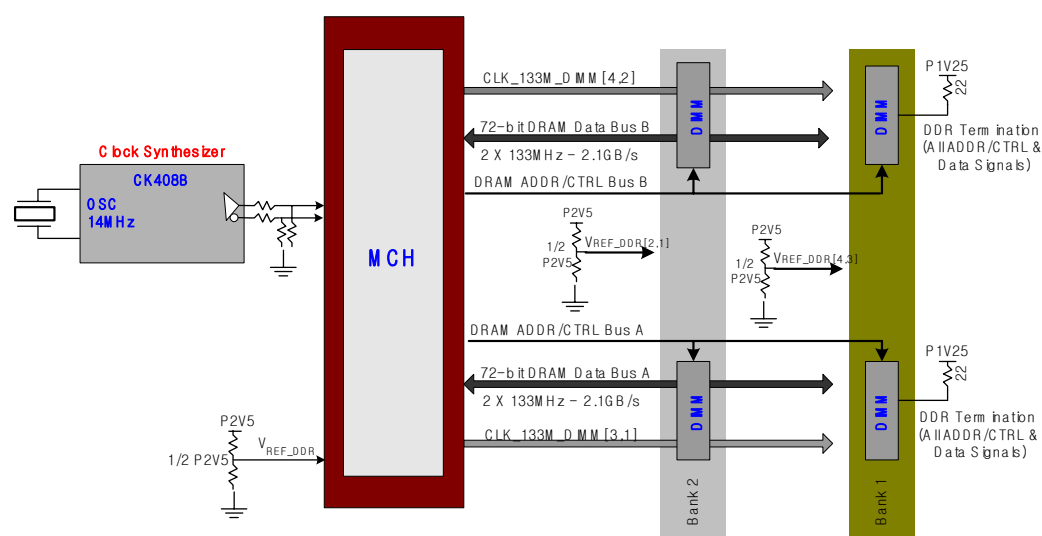 Clock Synthesizer
CK408B
OSC
14MHz
MCH
CLK_133M_DIMM[4,2]
72-bit DRAM Data Bus B
2 X 133MHz - 2.1GB/s
DRAM ADDR/CTRL Bus B
DIMM
DIMM
P1V25
22
DDR Termination
(All ADDR/CTRL &
Data Signals)
P2V5
1/2
P2V5
VREF_DDR[2,1]
P2V5
1/2
P2V5
VREF_DDR[4,3]
DRAM ADDR/CTRL Bus A
72-bit DRAM Data Bus A
2 X 133MHz - 2.1GB/s
CLK_133M_DIMM[3,1]
DIMM
DIMM
P1V25
22
DDR Termination
(All ADDR/CTRL &
Data Signals)
P2V5
1/2 P2V5
VREF_DDR
Bank 2
Bank 1